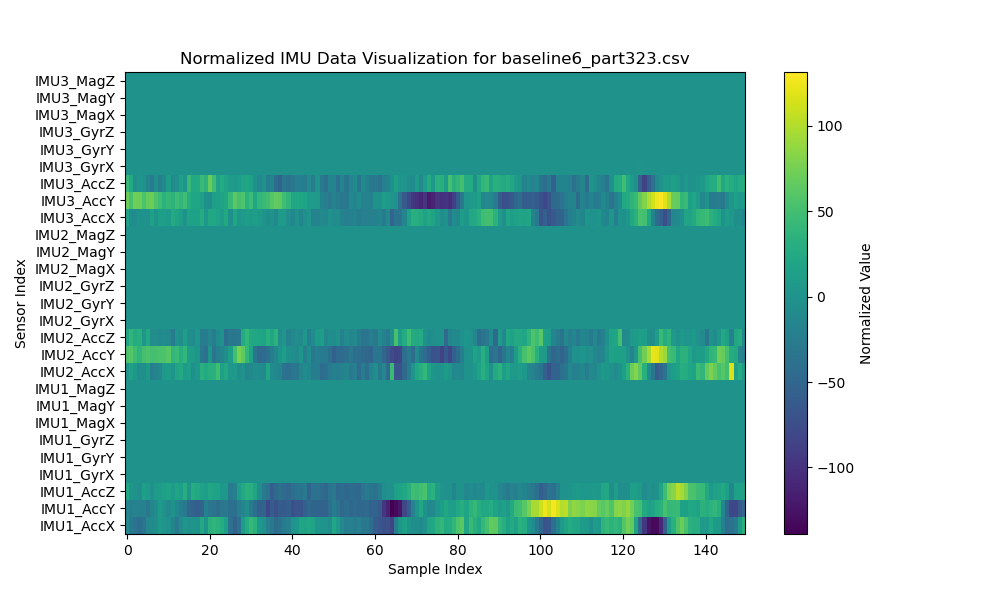 Normalized IMU Data Visualization for baseline6_part323.csv
IMU3_MagZ
IMU3_MagY
IMU3_MagX
IMU3_GyrZ
IMU3_GyrY
IMU3_GyrX
IMU3_AccZ
IMU3_AccY
IMU3_AccX
IMU2_MagZ
IMU2_MagY
IMU2_MagX
IMU2_GyrZ
IMU2_GyrY
IMU2_GyrX
IMU2_AccZ
IMU2_AccY
IMU2_AccX
IMU1_MagZ
IMU1_MagY
IMU1_MagX
IMU1_GyrZ
IMU1_GyrY
IMU1_GyrX
IMU1_AccZ
IMU1_AccY
IMU1_AccX
Sensor Index
0 20 40 60 80 100 120 140
Sample Index
100
50
0
−50
−100
Normalized Value